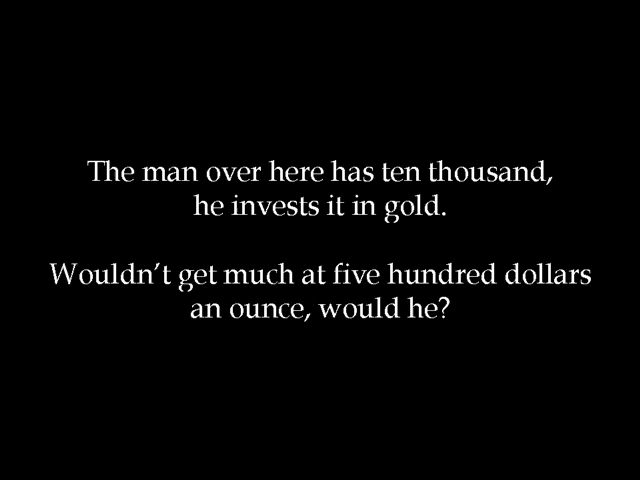 The man over here has ten thousand,
he invests it in gold.
Wouldn’t get much at five hundred dollars
an ounce, would he?